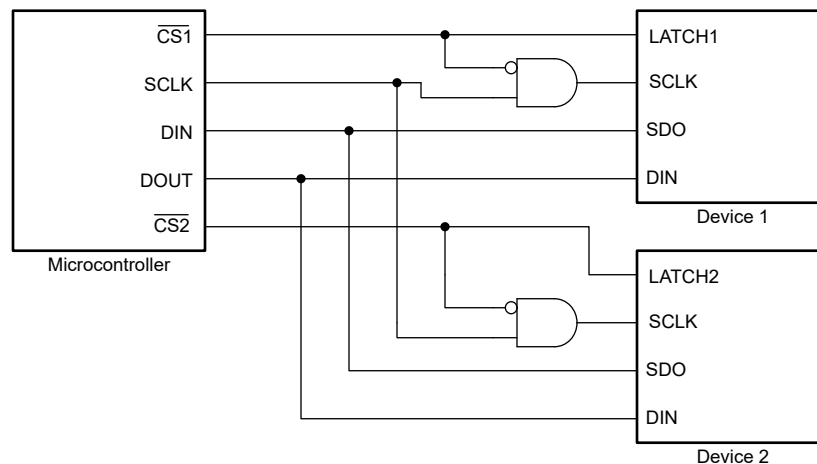 CS1
SCLK
DIN
DOUT
CS2
Microcontroller
LATCH1
SCLK
SDO
DIN
Device 1
LATCH2
SCLK
SDO
DIN
Device 2